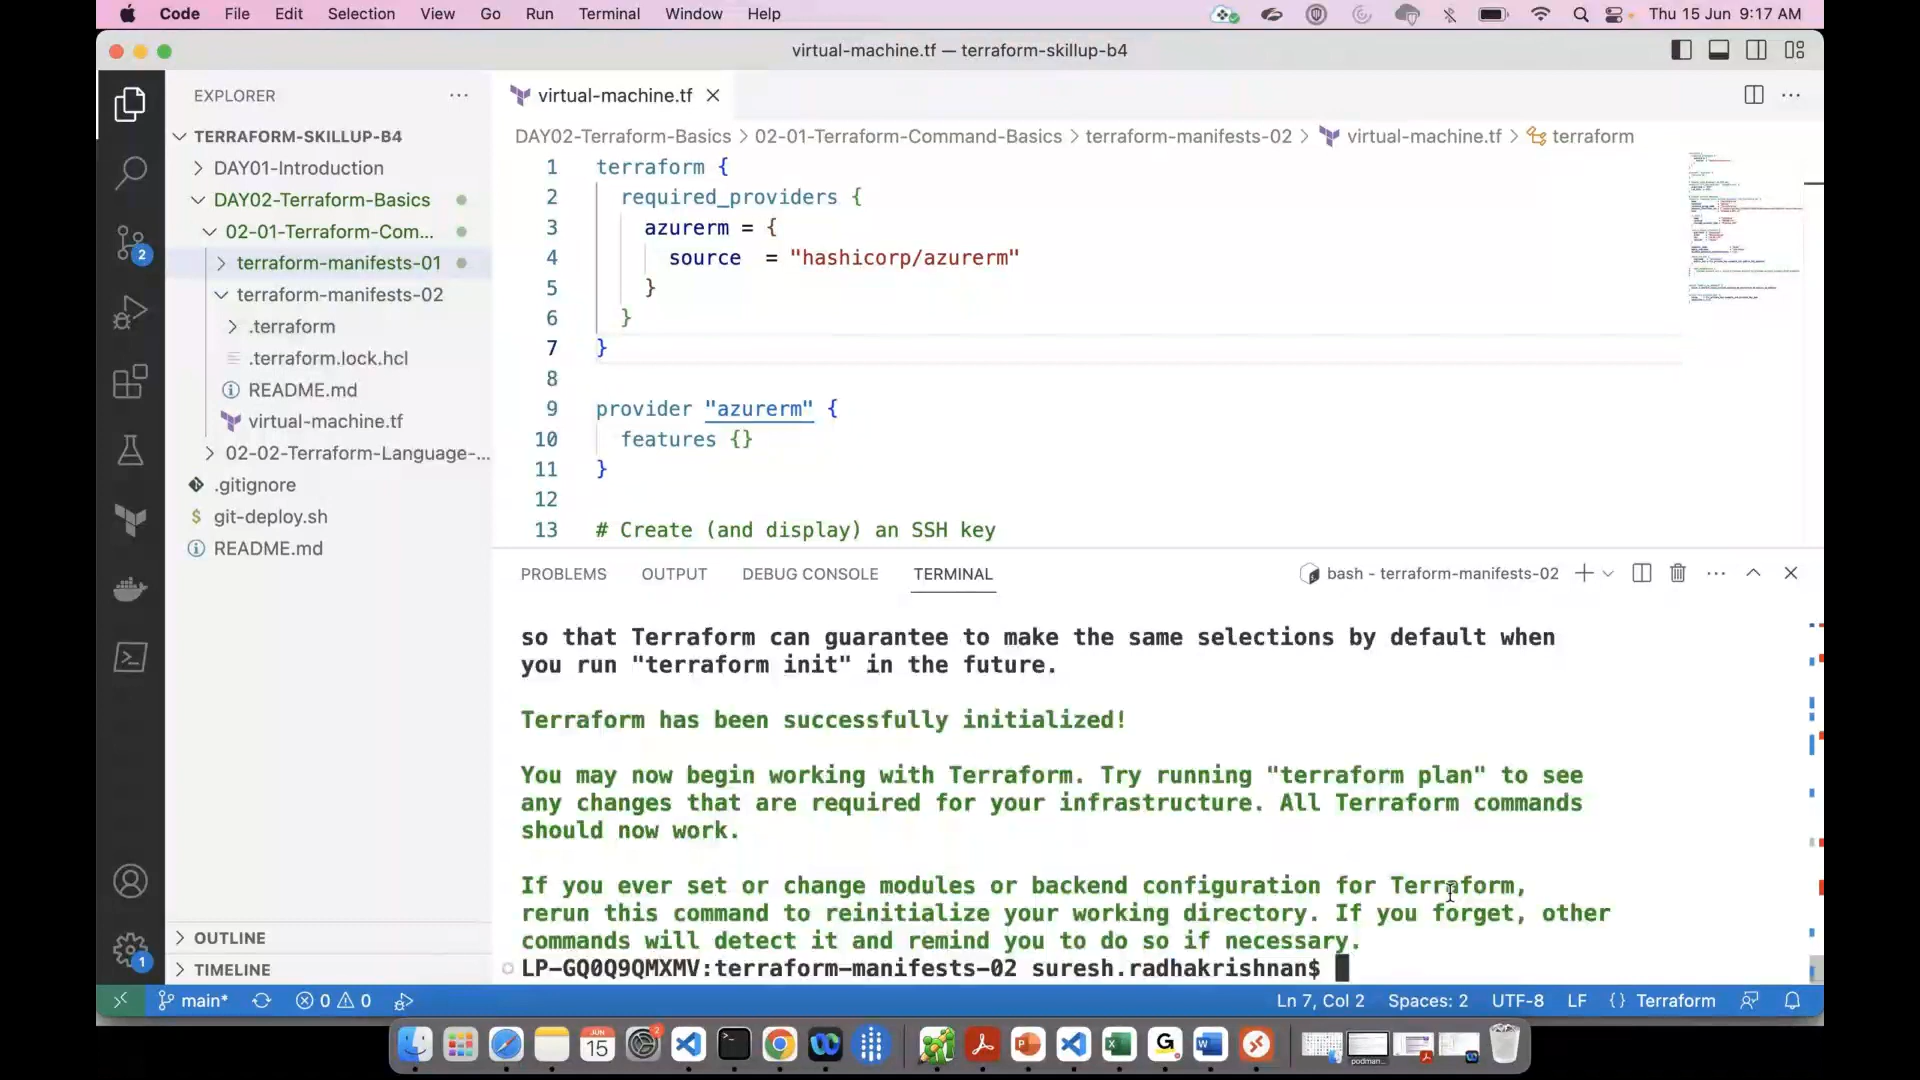 Code File Edit Selection View Go Run Terminal Window Help Thu 15 Jun 9:17 AM
virtual-machine.tf — terraform-skillup-b4
EXPLORER
TERRAFORM-SKILLUP-B4
DAY01-Introduction
DAY02-Terraform-Basics
02-01-Terraform-Com...
terraform-manifests-01
terraform-manifests-02
.terraform
.terraform.lock.hcl
README.md
virtual-machine.tf
02-02-Terraform-Language-...
.gitignore
git-deploy.sh
README.md
OUTLINE
TIMELINE
2
1
virtual-machine.tf
DAY02-Terraform-Basics > 02-01-Terraform-Command-Basics > terraform-manifests-02 > virtual-machine.tf > terraform
1 terraform {
2 required_providers {
3 azurerm = {
4 source = "hashicorp/azurerm"
5 }
6 }
7 }
8
9 provider "azurerm" {
10 features {}
11 }
12
13 # Create (and display) an SSH key
PROBLEMS OUTPUT DEBUG CONSOLE TERMINAL bash - terraform-manifests-02
so that Terraform can guarantee to make the same selections by default when
you run "terraform init" in the future.
Terraform has been successfully initialized!
You may now begin working with Terraform. Try running "terraform plan" to see
any changes that are required for your infrastructure. All Terraform commands
should now work.
If you ever set or change modules or backend configuration for Terraform,
rerun this command to reinitialize your working directory. If you forget, other
commands will detect it and remind you to do so if necessary.
LP-GQ0Q9QMXMV:terraform-manifests-02 suresh.radhakrishnan$
main* 0 0 Ln 7, Col 2 Spaces: 2 UTF-8 LF {} Terraform
JUN
15
2
podman...